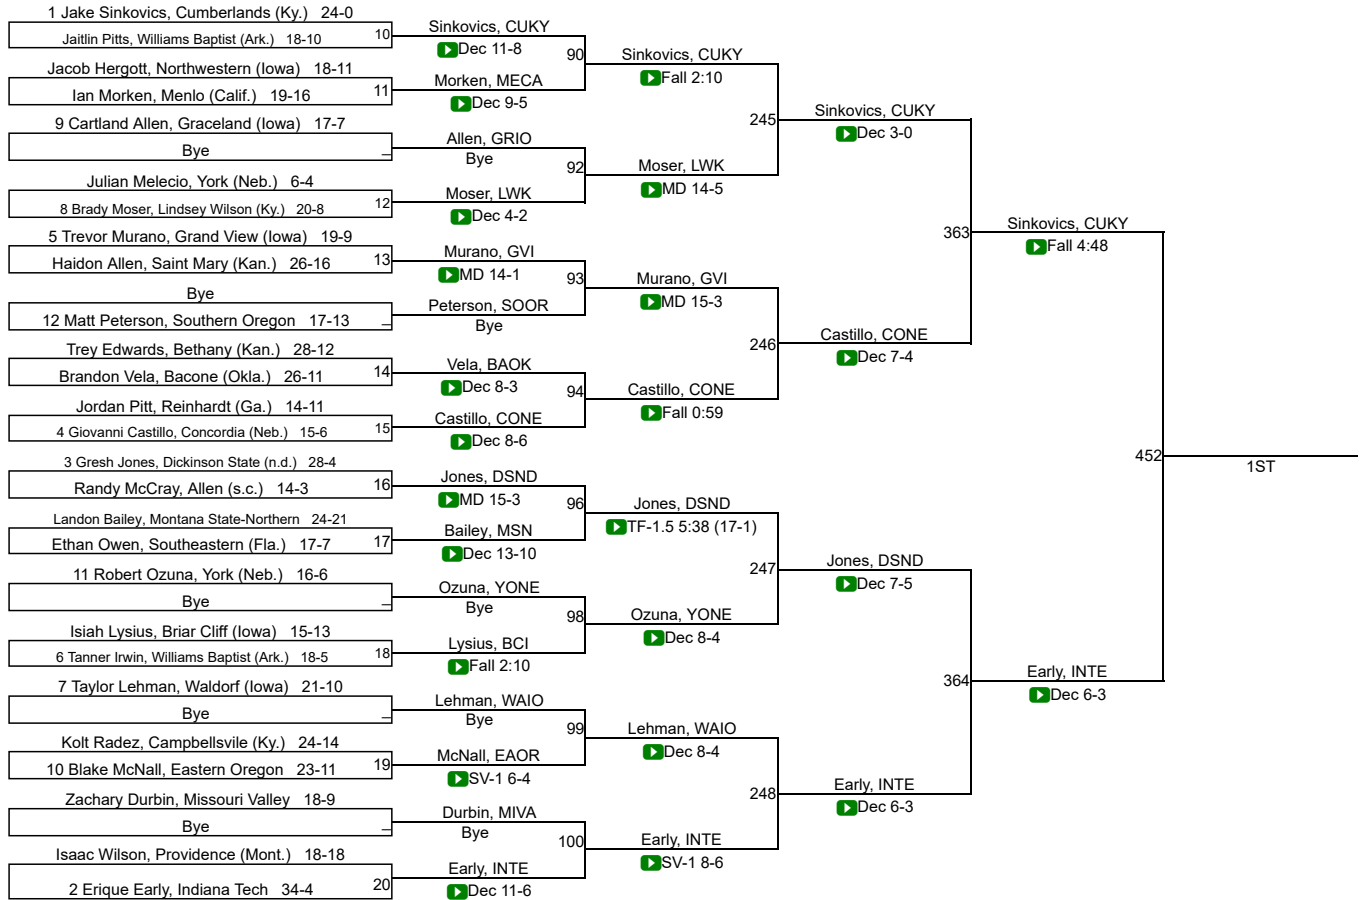 1 Jake Sinkovics, Cumberlands (Ky.) 24-0
Jaitlin Pitts, Williams Baptist (Ark.) 18-10
10
Jacob Hergott, Northwestern (Iowa) 18-11
Ian Morken, Menlo (Calif.) 19-16
11
9 Cartland Allen, Graceland (Iowa) 17-7
Bye
_
Julian Melecio, York (Neb.) 6-4
8 Brady Moser, Lindsey Wilson (Ky.) 20-8
12
5 Trevor Murano, Grand View (Iowa) 19-9
Haidon Allen, Saint Mary (Kan.) 26-16
13
Bye
12 Matt Peterson, Southern Oregon 17-13
_
Trey Edwards, Bethany (Kan.) 28-12
Brandon Vela, Bacone (Okla.) 26-11
14
Jordan Pitt, Reinhardt (Ga.) 14-11
4 Giovanni Castillo, Concordia (Neb.) 15-6
15
3 Gresh Jones, Dickinson State (n.d.) 28-4
Randy McCray, Allen (s.c.) 14-3
16
Landon Bailey, Montana State-Northern 24-21
Ethan Owen, Southeastern (Fla.) 17-7
17
11 Robert Ozuna, York (Neb.) 16-6
Bye
_
Isiah Lysius, Briar Cliff (Iowa) 15-13
6 Tanner Irwin, Williams Baptist (Ark.) 18-5
18
7 Taylor Lehman, Waldorf (Iowa) 21-10
Bye
_
Kolt Radez, Campbellsvile (Ky.) 24-14
10 Blake McNall, Eastern Oregon 23-11
19
Zachary Durbin, Missouri Valley 18-9
Bye
_
Isaac Wilson, Providence (Mont.) 18-18
2 Erique Early, Indiana Tech 34-4
20
Sinkovics, CUKY
Dec 11-8
90
Morken, MECA
Dec 9-5
Allen, GRIO
Bye
92
Moser, LWK
Dec 4-2
Murano, GVI
MD 14-1
93
Peterson, SOOR
Bye
Vela, BAOK
Dec 8-3
94
Castillo, CONE
Dec 8-6
Jones, DSND
MD 15-3
96
Bailey, MSN
Dec 13-10
Ozuna, YONE
Bye
98
Lysius, BCI
Fall 2:10
Lehman, WAIO
Bye
99
McNall, EAOR
SV-1 6-4
Durbin, MIVA
Bye
100
Early, INTE
Dec 11-6
Sinkovics, CUKY
Fall 2:10
245
Moser, LWK
MD 14-5
Murano, GVI
MD 15-3
246
Castillo, CONE
Fall 0:59
Jones, DSND
TF-1.5 5:38 (17-1)
247
Ozuna, YONE
Dec 8-4
Lehman, WAIO
Dec 8-4
248
Early, INTE
SV-1 8-6
Sinkovics, CUKY
Dec 3-0
363
Castillo, CONE
Dec 7-4
Jones, DSND
Dec 7-5
364
Early, INTE
Dec 6-3
Sinkovics, CUKY
Fall 4:48
452
Early, INTE
Dec 6-3
1ST